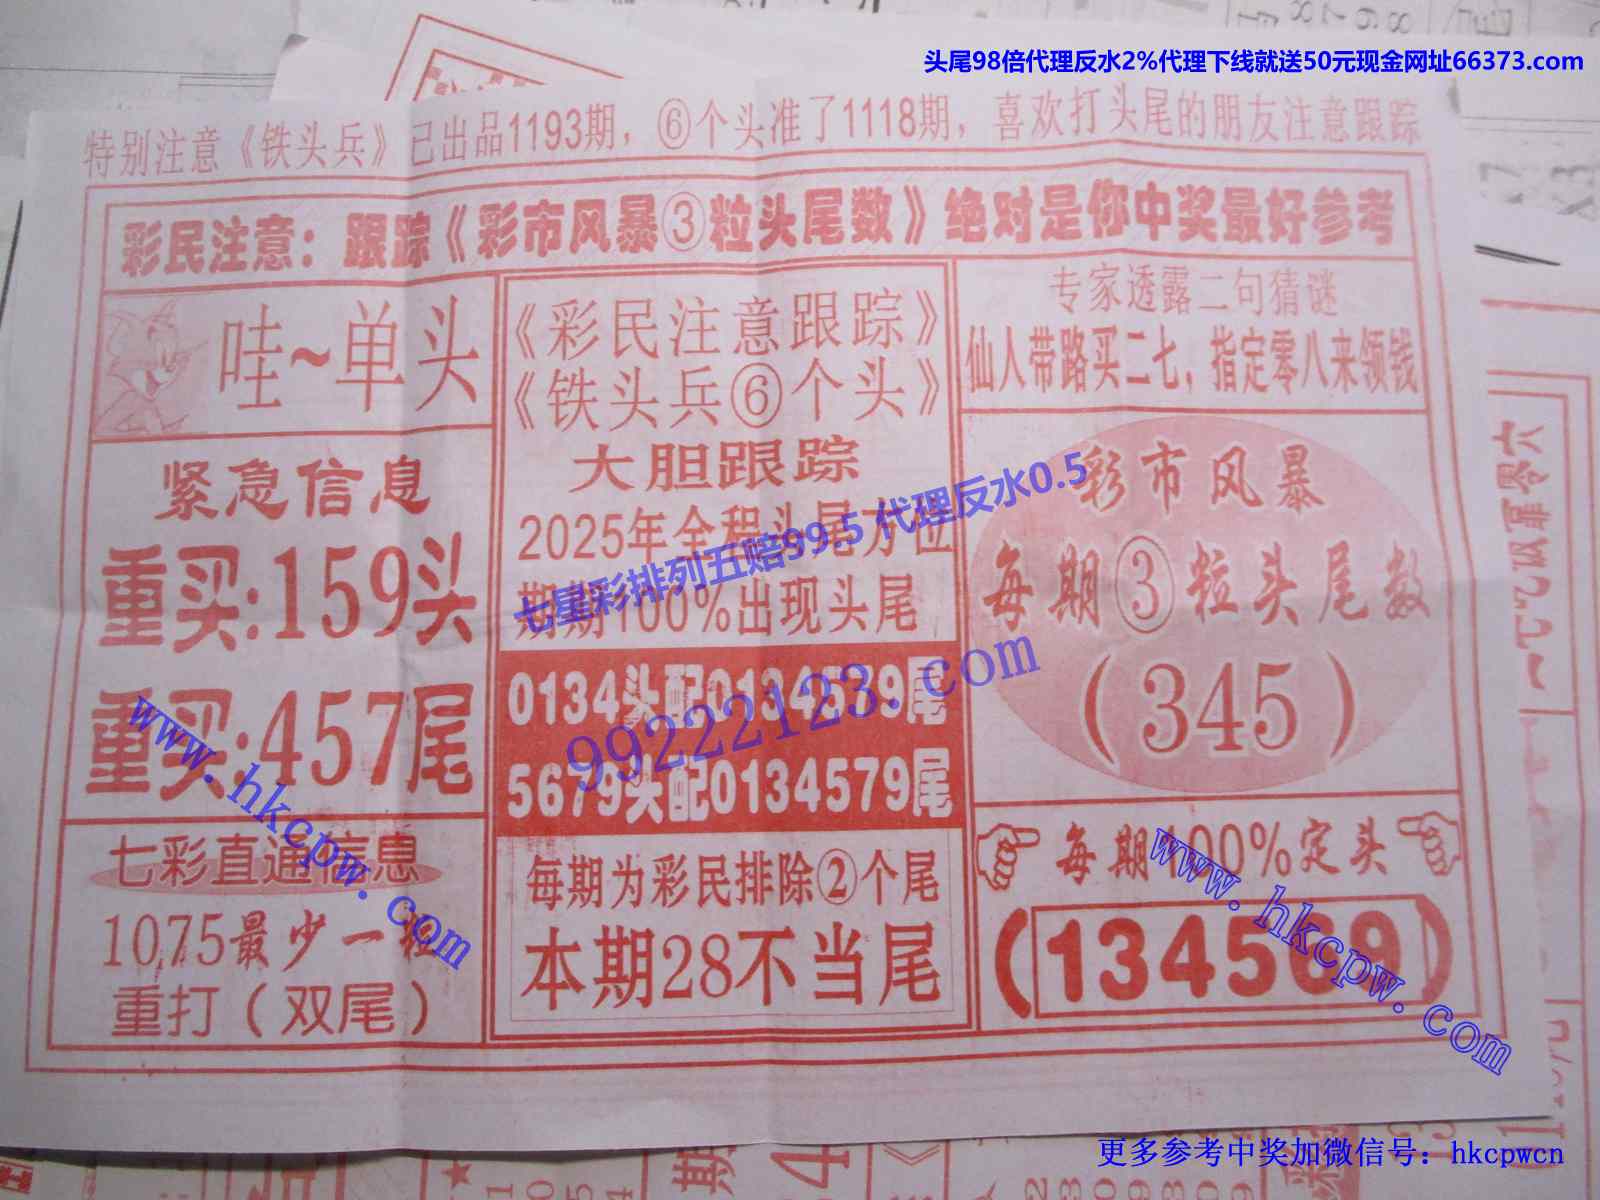 头尾98倍代理反水2%代理下线就送50元现金网址66373.com
特别注意《铁头兵》已出品1193期，⑥个头准了1118期，喜欢打头尾的朋友注意跟踪
彩民注意：跟踪《彩市风暴③粒头尾数》绝对是你中奖最好参考
哇~单头
紧急信息
重买:159头
重买:457尾
七彩直通信息
1075最少一粒
重打（双尾）
《彩民注意跟踪》
《铁头兵⑥个头》
大胆跟踪
2025年全程头尾方位
期期100%出现头尾
0134头配0134579尾
5679头配0134579尾
每期为彩民排除②个尾
本期28不当尾
专家透露二句猜谜
仙人带路买二七，指定零八来领钱
彩市风暴
每期③粒头尾数
（345）
每期100%定头
（134569）
七星彩排列五赔99.5 代理反水0.5
99222123.com
www.hkcpw.com
www.hkcpw.com
更多参考中奖加微信号：hkcpwcn